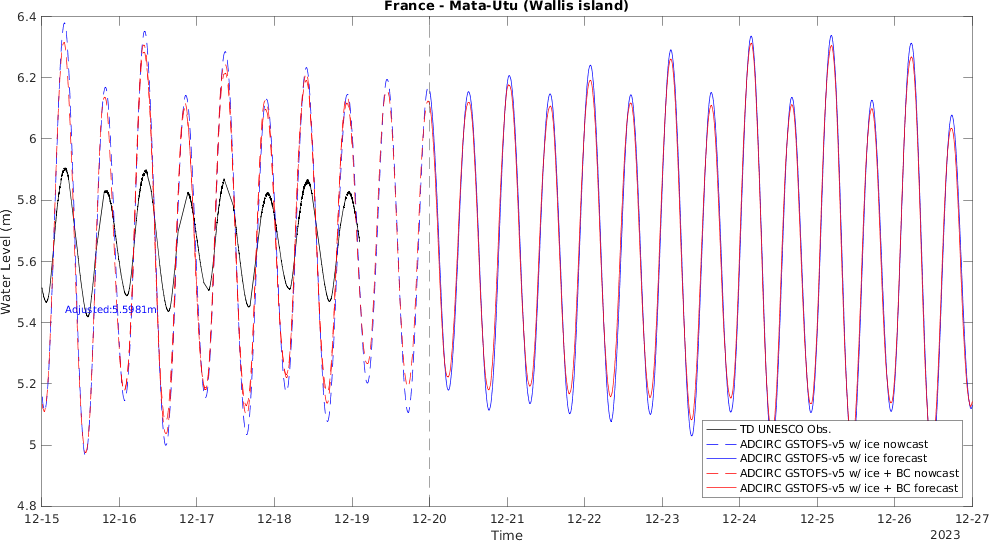 France - Mata-Utu (Wallis island)
6.4
6.2
6
5.8
5.6
5.4
5.2
5
4.8
Water Level (m)
Adjusted:5.5981m
TD UNESCO Obs.
ADCIRC GSTOFS-v5 w/ ice nowcast
ADCIRC GSTOFS-v5 w/ ice forecast
ADCIRC GSTOFS-v5 w/ ice + BC nowcast
ADCIRC GSTOFS-v5 w/ ice + BC forecast
12-15 12-16 12-17 12-18 12-19 12-20 12-21 12-22 12-23 12-24 12-25 12-26 12-27
Time
2023